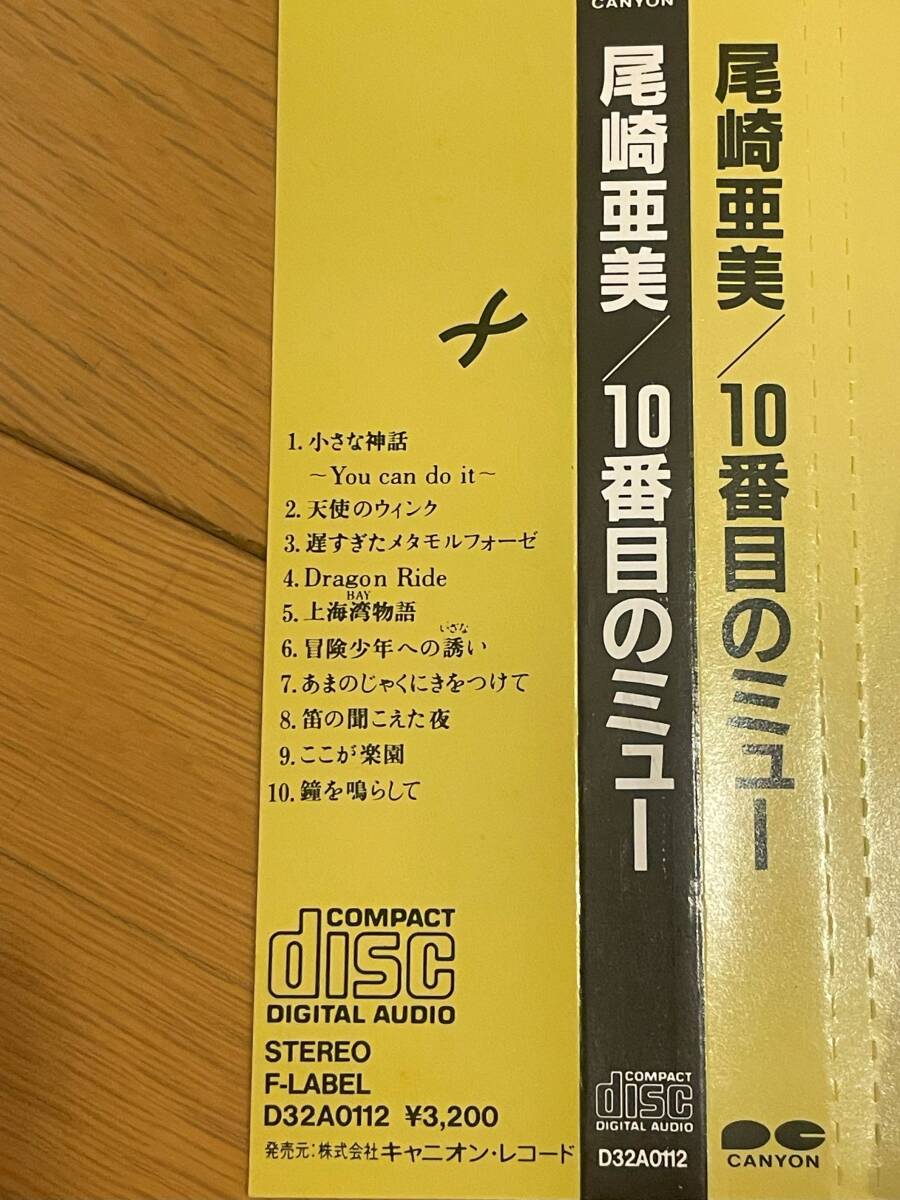 1. 小さな神話
～You can do it～
2. 天使のウィンク
3. 遅すぎたメタモルフォーゼ
4. Dragon Ride
5. 上海湾物語
BAY
6. 冒険少年への誘い
いざな
7. あまのじゃくにきをつけて
8. 笛の聞こえた夜
9. ここが楽園
10. 鐘を鳴らして
COMPACT
disc
DIGITAL AUDIO
STEREO
F-LABEL
D32A0112 ¥3,200
発売元:株式会社キャニオン・レコード
CANYON
尾崎亜美／10番目のミュー
COMPACT
disc
DIGITAL AUDIO
D32A0112
尾崎亜美／10番目のミュー
CANYON